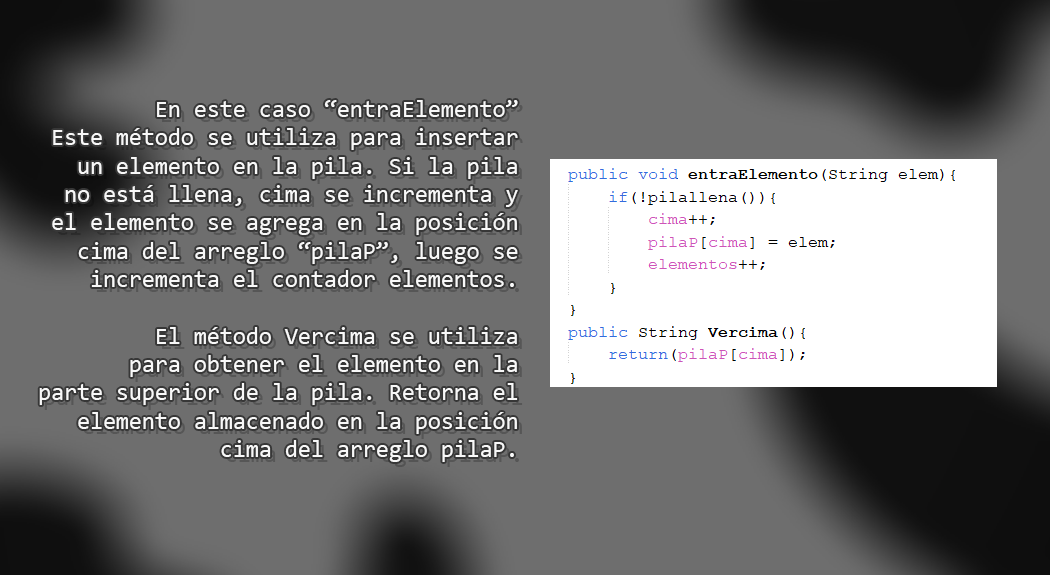 En este caso “entraElemento”
Este método se utiliza para insertar
un elemento en la pila. Si la pila
no está llena, cima se incrementa y
el elemento se agrega en la posición
cima del arreglo “pilaP”, luego se
incrementa el contador elementos.
El método Vercima se utiliza
para obtener el elemento en la
parte superior de la pila. Retorna el
elemento almacenado en la posición
cima del arreglo pilaP.
public void entraElemento(String elem){
if(!pilallena()){
cima++;
pilaP[cima] = elem;
elementos++;
}
}
public String Vercima(){
return(pilaP[cima]);
}